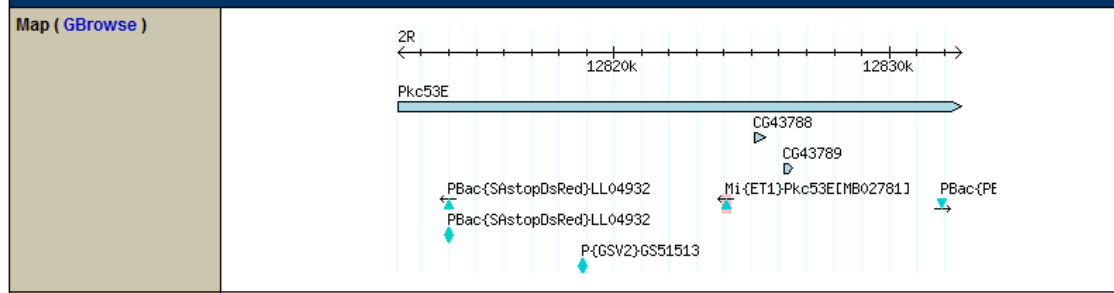 Map ( GBrowse )
2R
12820k
12830k
Pkc53E
CG43788
CG43789
PBac{SAstopDsRed}LL04932
Mi{ET1}Pkc53E[MB02781]
PBac{PE
PBac{SAstopDsRed}LL04932
P{GSV2}GS51513